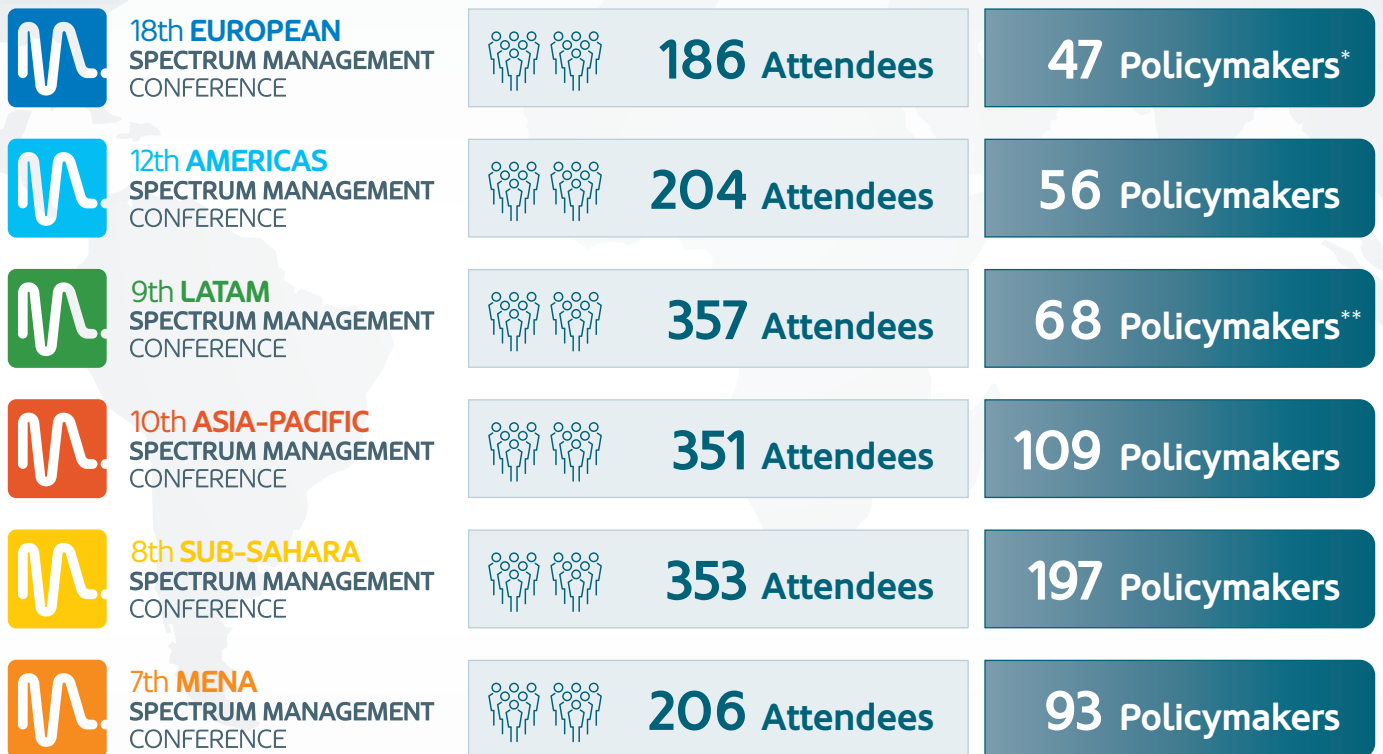 18th EUROPEAN
SPECTRUM MANAGEMENT
CONFERENCE
186 Attendees
47 Policymakers*
12th AMERICAS
SPECTRUM MANAGEMENT
CONFERENCE
204 Attendees
56 Policymakers
9th LATAM
SPECTRUM MANAGEMENT
CONFERENCE
357 Attendees
68 Policymakers**
10th ASIA-PACIFIC
SPECTRUM MANAGEMENT
CONFERENCE
351 Attendees
109 Policymakers
8th SUB-SAHARA
SPECTRUM MANAGEMENT
CONFERENCE
353 Attendees
197 Policymakers
7th MENA
SPECTRUM MANAGEMENT
CONFERENCE
206 Attendees
93 Policymakers